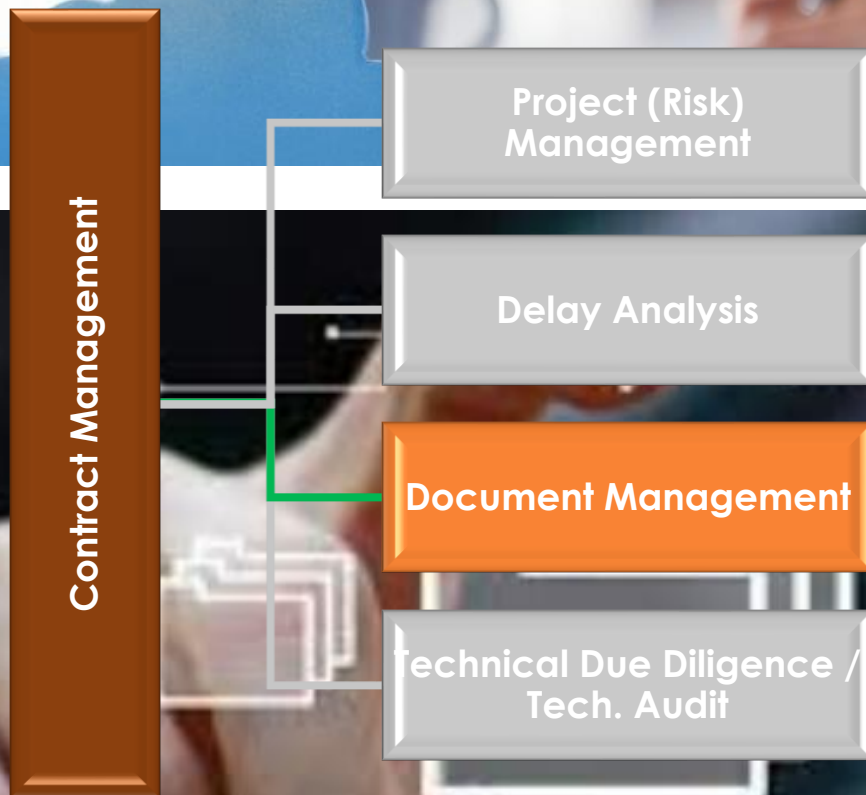 Contract Management
Project (Risk)
Management
Delay Analysis
Document Management
Technical Due Diligence /
Tech. Audit